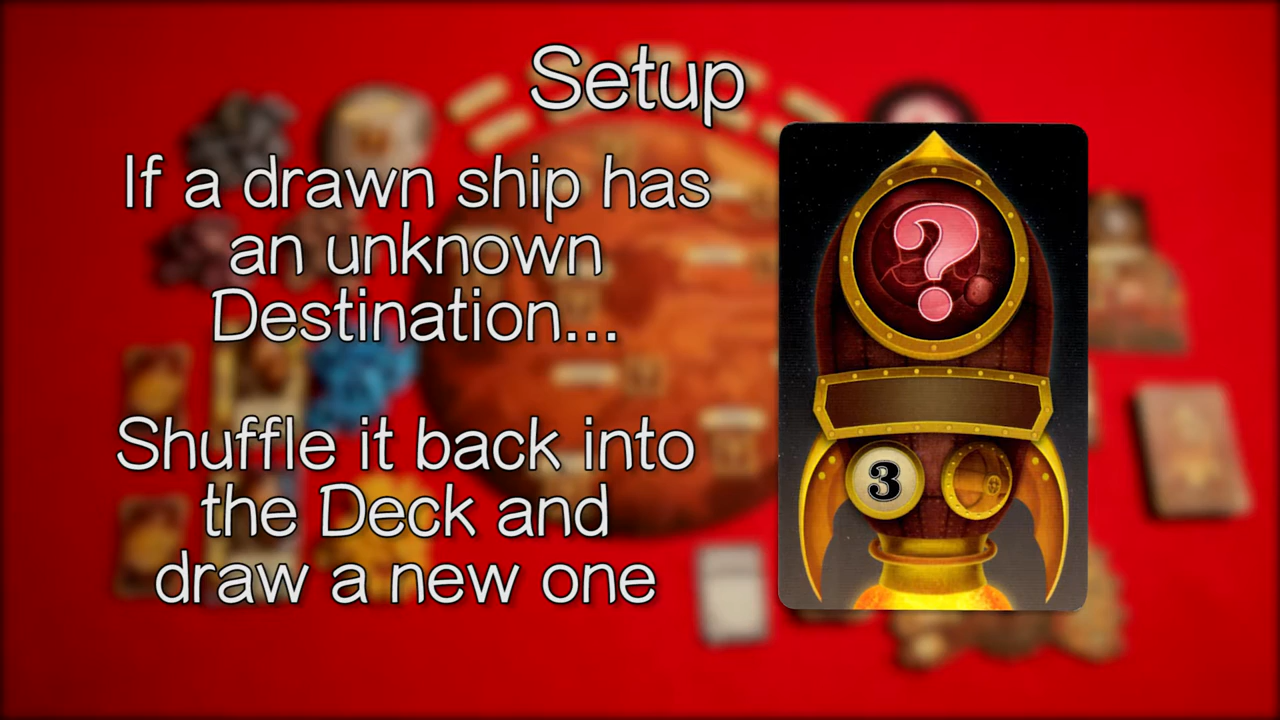 Setup
If a drawn ship has
an unknown
Destination...
Shuffle it back into
the Deck and
draw a new one
?
3